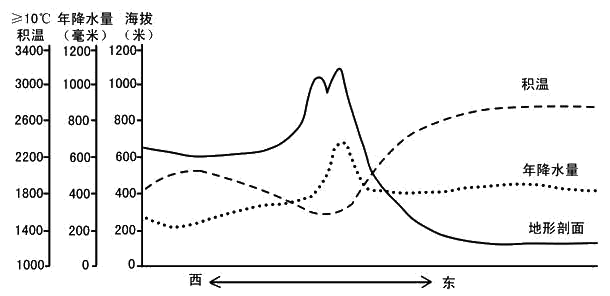 ≥10℃ 年降水量 海拔
积温 （毫米） （米）
3400 1200 1200
3000 1000 1000
2600 800 800
2200 600 600
1800 400 400
1400 200 200
1000 0 0
积温
年降水量
地形剖面
西 东